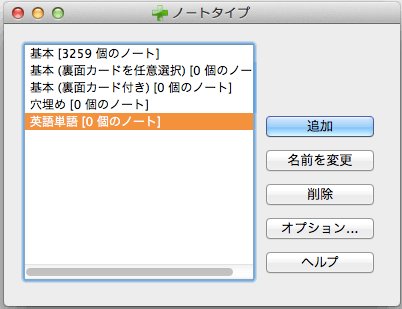 ノートタイプ
基本 [3259 個のノート]
基本 (裏面カードを任意選択) [0 個のノー
基本 (裏面カード付き) [0 個のノート]
穴埋め [0 個のノート]
英語単語 [0 個のノート]
追加
名前を変更
削除
オプション...
ヘルプ